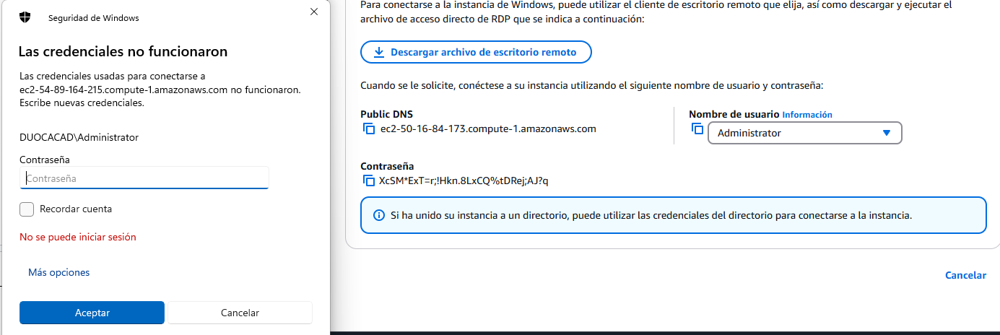 Seguridad de Windows
Las credenciales no funcionaron
Las credenciales usadas para conectarse a
ec2-54-89-164-215.compute-1.amazonaws.com no funcionaron.
Escribe nuevas credenciales.
DUOCACAD\Administrator
Contraseña
Contraseña
Recordar cuenta
No se puede iniciar sesión
Más opciones
Aceptar
Cancelar
Para conectarse a la instancia de Windows, puede utilizar el cliente de escritorio remoto que elija, así como descargar y ejecutar el
archivo de acceso directo de RDP que se indica a continuación:
Descargar archivo de escritorio remoto
Cuando se le solicite, conéctese a su instancia utilizando el siguiente nombre de usuario y contraseña:
Public DNS
ec2-50-16-84-173.compute-1.amazonaws.com
Nombre de usuario Información
Administrator
Contraseña
XcSM*ExT=r;!Hkn.8LxCQ%tDRej;AJ?q
Si ha unido su instancia a un directorio, puede utilizar las credenciales del directorio para conectarse a la instancia.
Cancelar